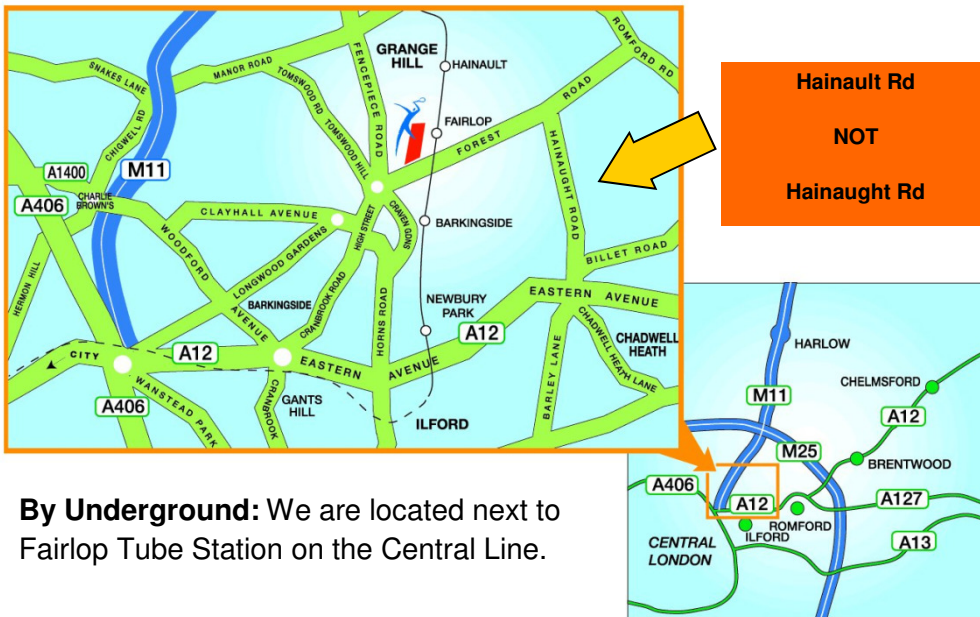 GRANGE
HILL
HAINAULT
ROMFORD RD
SNAKES LANE
MANOR ROAD
TOMSWOOD RD
TOMSWOOD HILL
FENCEPIECE ROAD
FAIRLOP
FOREST ROAD
HAINAUGHT ROAD
CHIGWELL RD
A1400
M11
A406
CHARLIE
BROWN'S
CLAYHALL AVENUE
HIGH STREET
CRAVEN GDNS
BARKINGSIDE
WOODFORD AVENUE
LONGWOOD GARDENS
BILLET ROAD
HERMON HILL
BARKINGSIDE
CRANBROOK ROAD
HORNS ROAD
NEWBURY
PARK
EASTERN AVENUE
A12
CITY
A12
EASTERN AVENUE
BARLEY LANE
CHADWELL HEATH LANE
CHADWELL
HEATH
A406
WANSTEAD PARK
CRANBROOK
GANTS
HILL
ILFORD
Hainault Rd
NOT
Hainaught Rd
HARLOW
M11
CHELMSFORD
A12
M25
BRENTWOOD
A406
A12
A127
ROMFORD
ILFORD
A13
CENTRAL
LONDON
By Underground: We are located next to
Fairlop Tube Station on the Central Line.